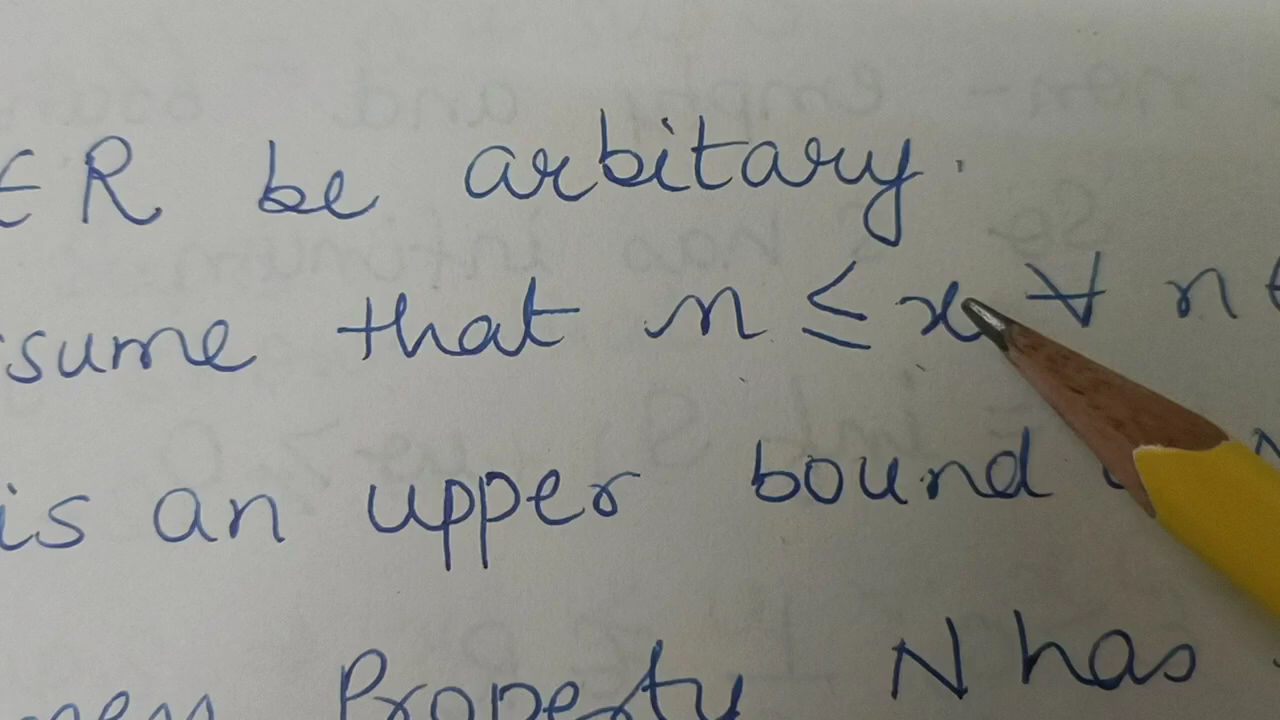 ∈ R be arbitary.
sume that n ≤ x ∀ n ∈
is an upper bound
Property N has